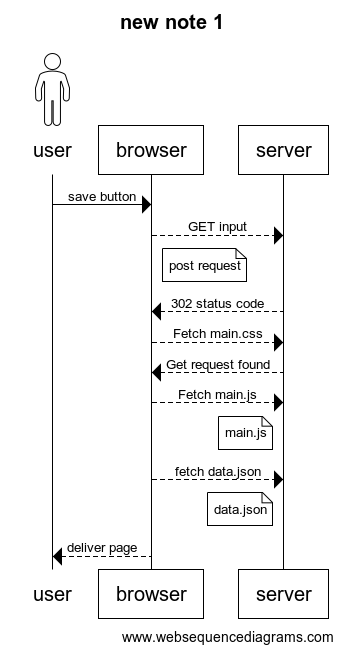 new note 1
user
browser
server
save button
GET input
post request
302 status code
Fetch main.css
Get request found
Fetch main.js
main.js
fetch data.json
data.json
deliver page
user
browser
server
www.websequencediagrams.com